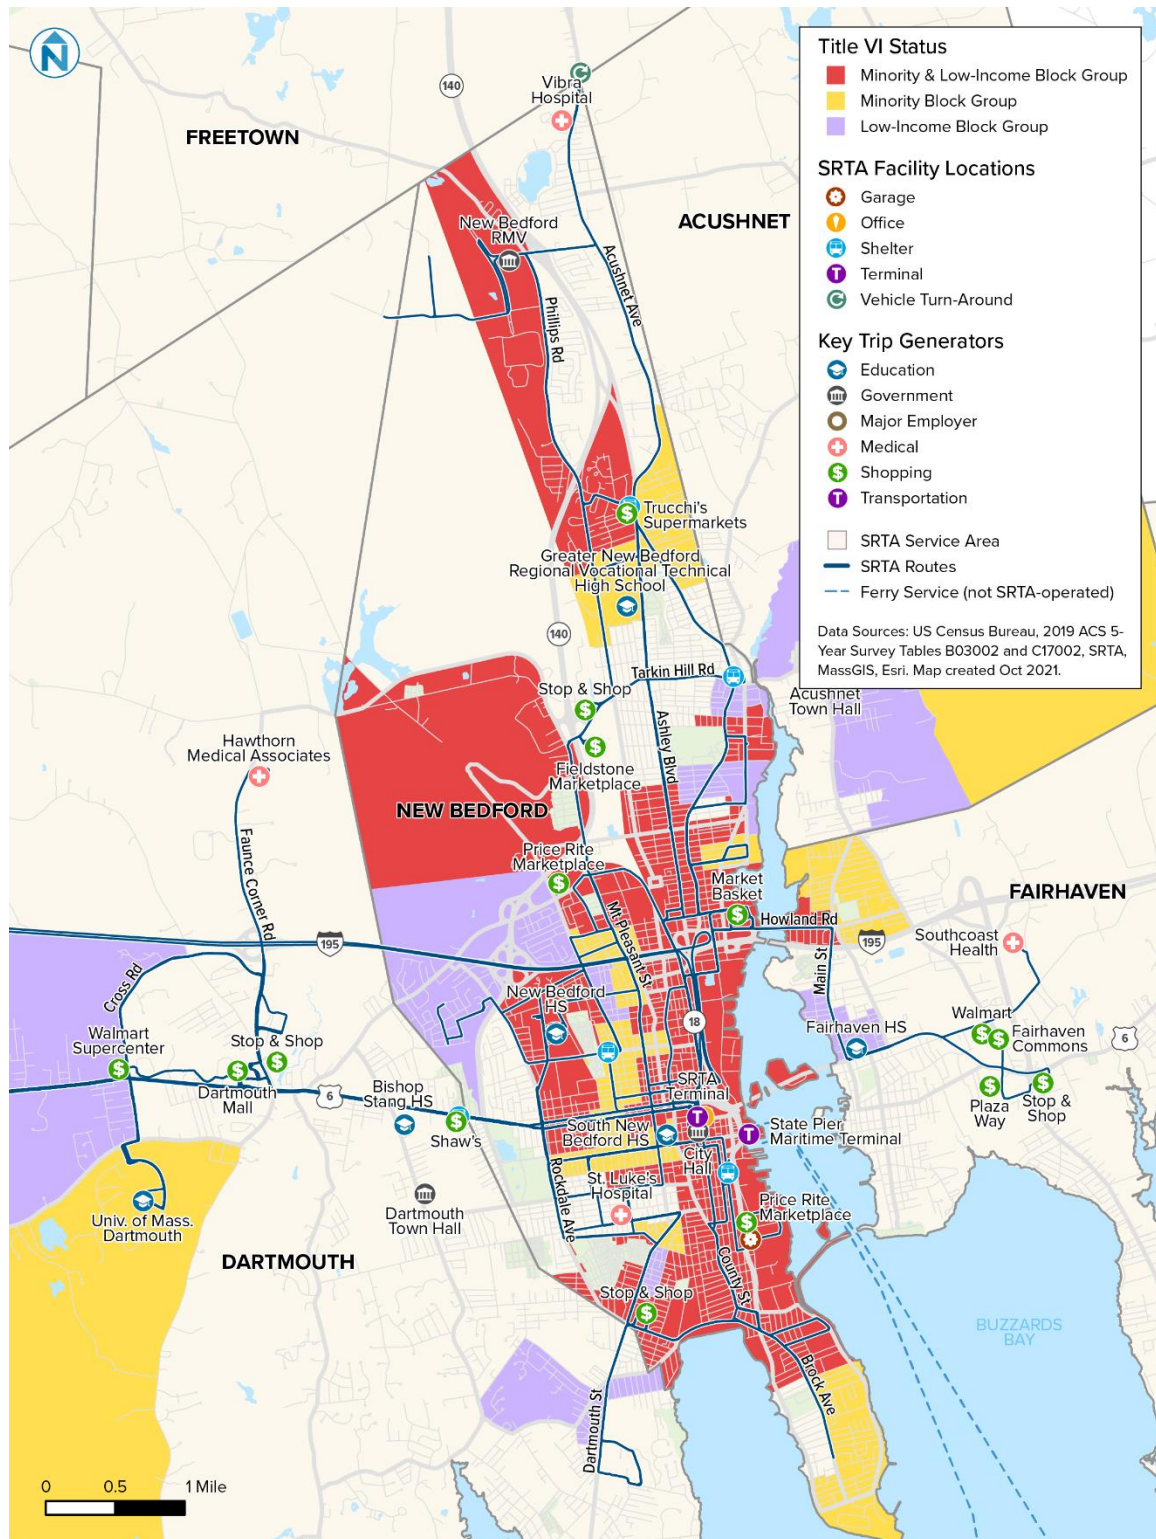 N
Title VI Status
Minority & Low-Income Block Group
Minority Block Group
Low-Income Block Group
SRTA Facility Locations
Garage
Office
Shelter
T
Terminal
Vehicle Turn-Around
Key Trip Generators
Education
Government
Major Employer
Medical
$
Shopping
T
Transportation
SRTA Service Area
SRTA Routes
Ferry Service (not SRTA-operated)
Data Sources: US Census Bureau, 2019 ACS 5-
Year Survey Tables B03002 and C17002, SRTA,
MassGIS, Esri. Map created Oct 2021.
140
Vibra
Hospital
FREETOWN
ACUSHNET
New Bedford
RMV
Acushnet Ave
Phillips Rd
$
Trucchi's
Supermarkets
Greater New Bedford
Regional Vocational Technical
High School
140
Tarkin Hill Rd
Stop & Shop
$
Acushnet
Town Hall
Ashley Blvd
Hawthorn
Medical Associates
$
Fieldstone
Marketplace
NEW BEDFORD
Faunce Corner Rd
Price Rite
Marketplace
$
Mt Pleasant St
Market
Basket
$
Howland Rd
FAIRHAVEN
195
195
Southcoast
Health
Main St
Cross Rd
New Bedford
HS
18
Walmart
$ $
Fairhaven
Commons
Fairhaven HS
6
Walmart
Supercenter
$
Stop & Shop
$
$
Dartmouth
Mall
6
Bishop
Stang HS
$
Shaw's
SRTA
Terminal
T
South New
Bedford HS
City
Hall
T
State Pier
Maritime Terminal
$
Plaza
Way
$
Stop &
Shop
Rockdale Ave
St. Luke's
Hospital
Price Rite
Marketplace
$
Univ. of Mass.
Dartmouth
Dartmouth
Town Hall
DARTMOUTH
County St
Stop & Shop
$
BUZZARDS
BAY
Brock Ave
Dartmouth St
0 0.5 1 Mile